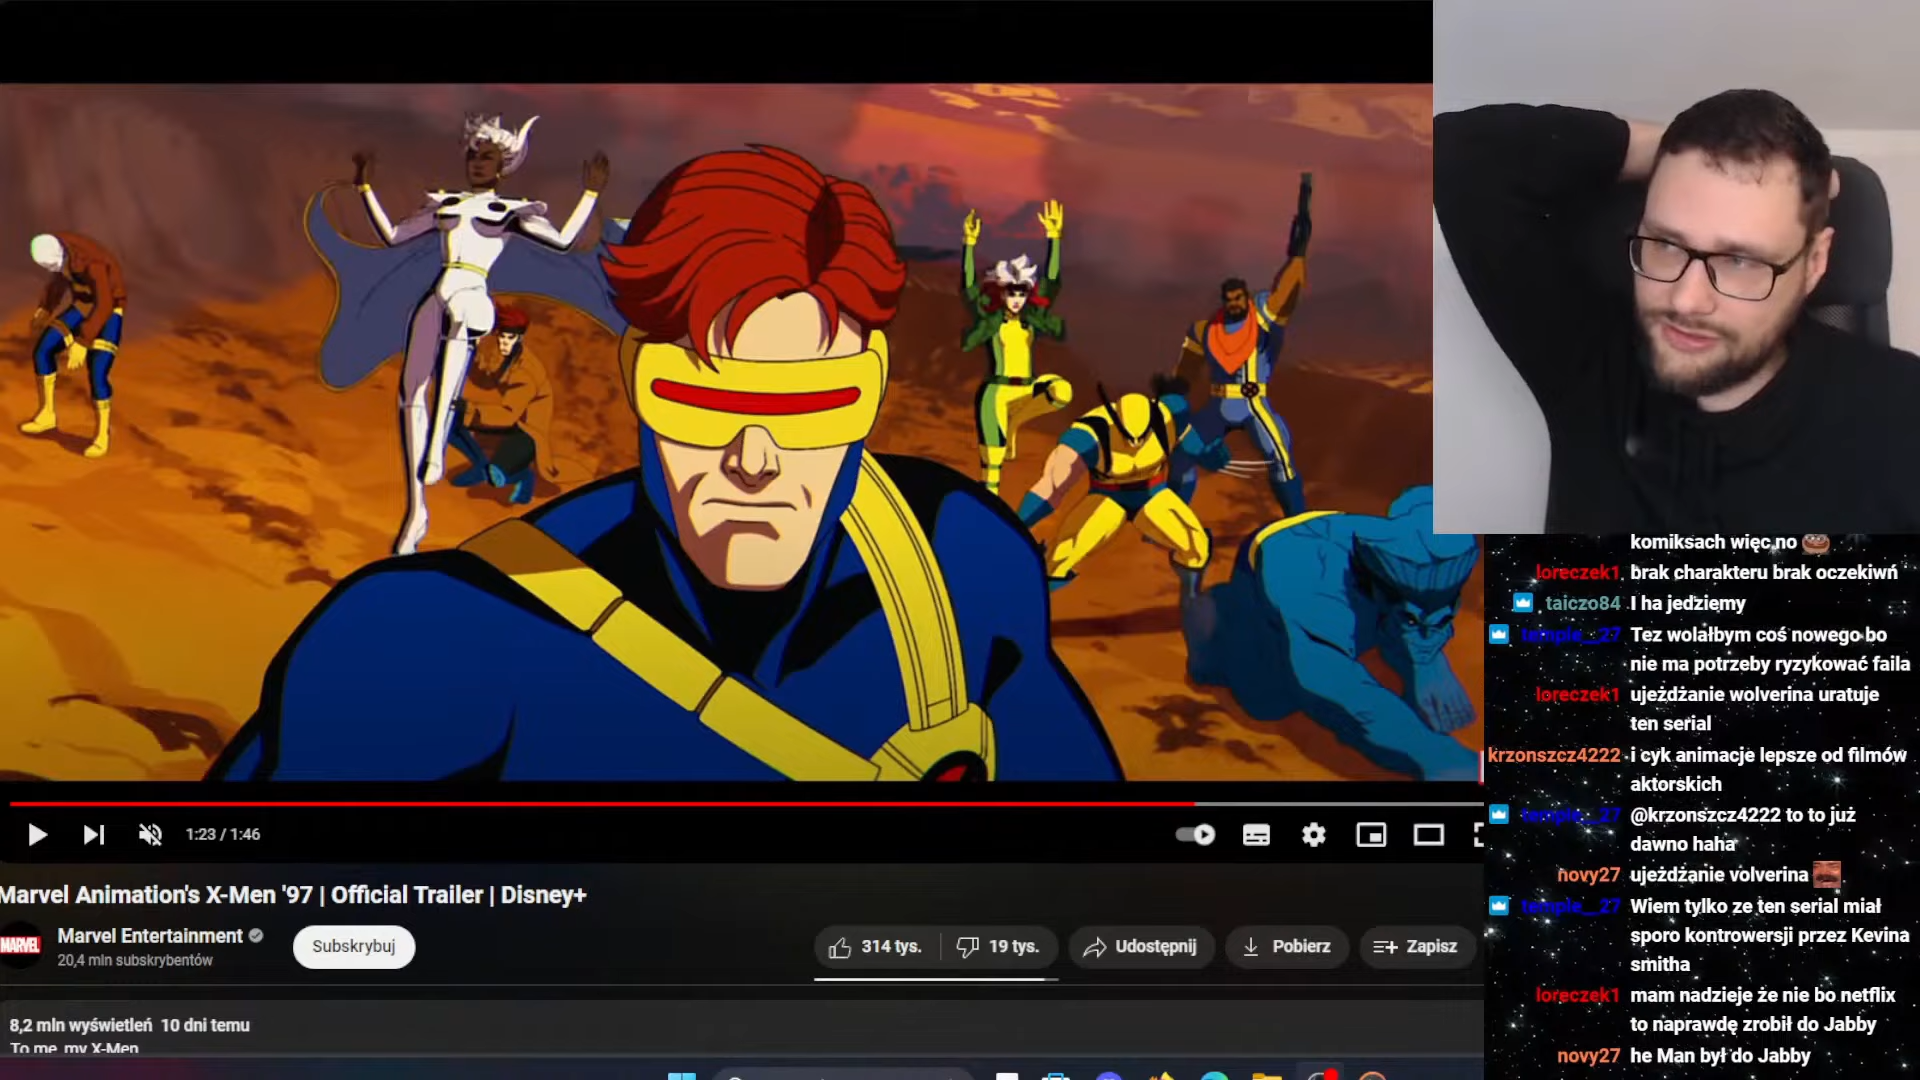 1:23 / 1:46
Marvel Animation's X-Men '97 | Official Trailer | Disney+
MARVEL
Marvel Entertainment
20,4 mln subskrybentów
Subskrybuj
314 tys.
19 tys.
Udostępnij
Pobierz
Zapisz
8,2 mln wyświetleń 10 dni temu
To me, my X-Men
komiksach więc no
loreczek1 brak charakteru brak oczekiwń
taiczo84 I ha jedziemy
temple__27 Tez wolałbym coś nowego bo
nie ma potrzeby ryzykować faila
loreczek1 ujeżdżanie wolverina uratuje
ten serial
krzonszcz4222 i cyk animacje lepsze od filmów
aktorskich
temple__27 @krzonszcz4222 to to już
dawno haha
novy27 ujeżdżanie volverina
temple__27 Wiem tylko ze ten serial miał
sporo kontrowersji przez Kevina
smitha
loreczek1 mam nadzieje że nie bo netflix
to naprawdę zrobił do Jabby
novy27 he Man był do Jabby